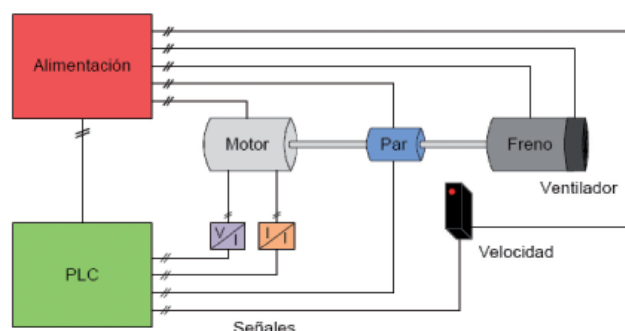 Alimentación
Motor
Par
Freno
Ventilador
V/I
I/I
Velocidad
PLC
Señales